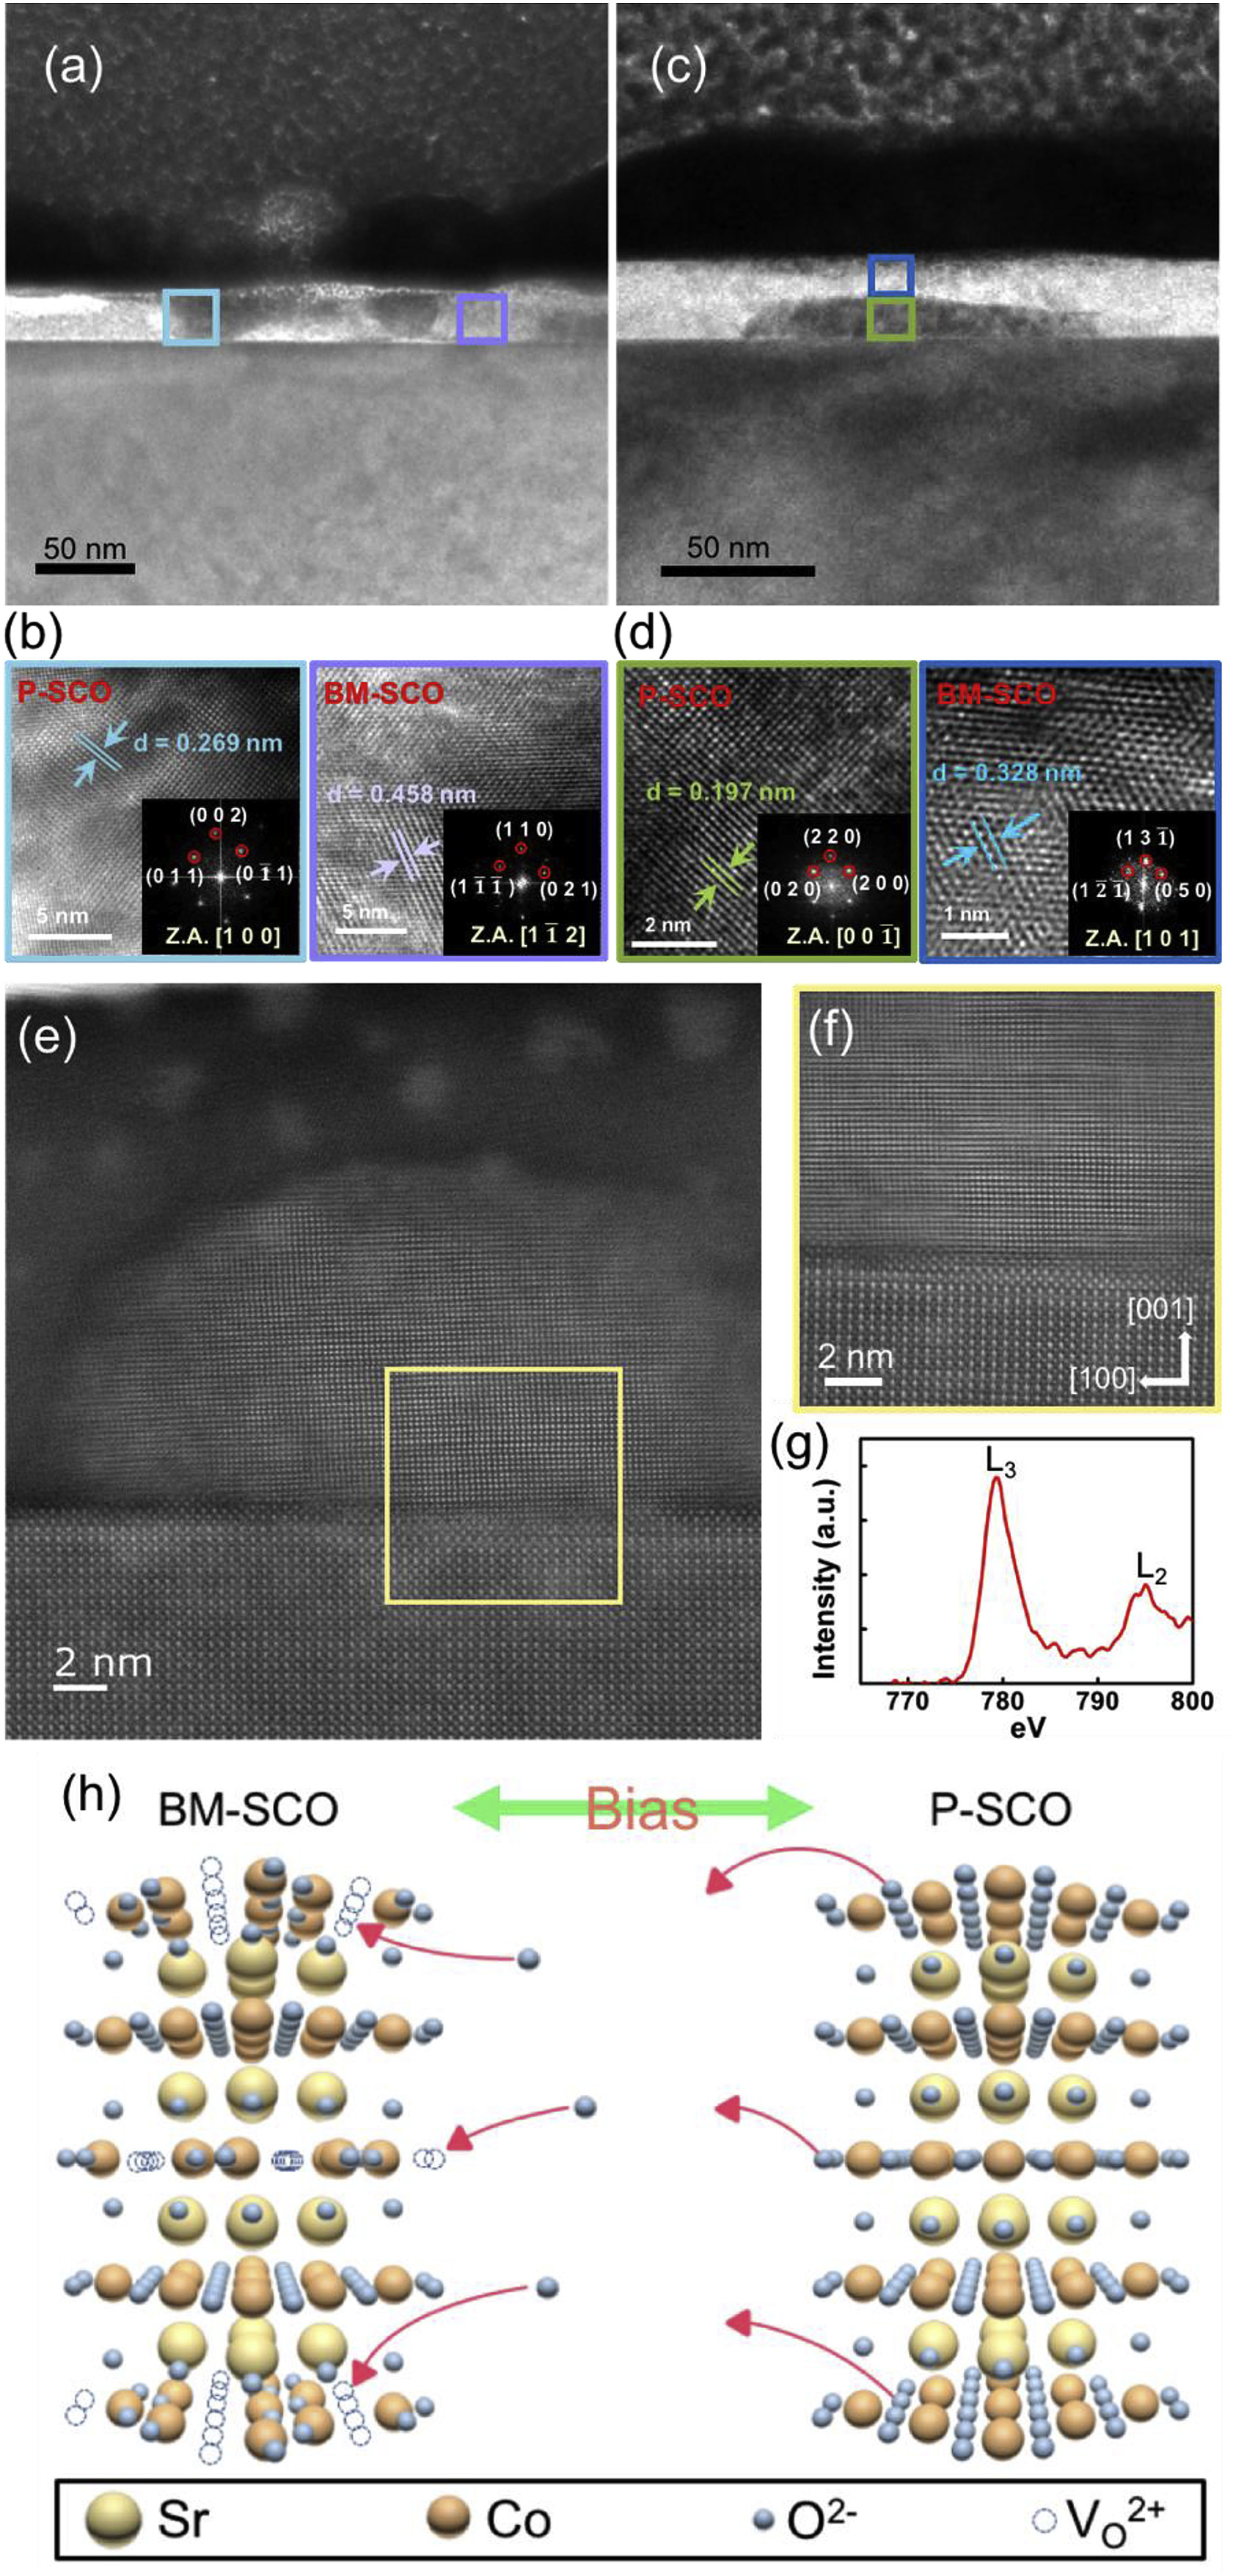 (a)
50 nm
(c)
50 nm
(b)
P-SCO
d = 0.269 nm
(0 0 2)
(0 1 1)
(0 1̅ 1)
5 nm
Z.A. [1 0 0]
BM-SCO
d = 0.458 nm
(1 1 0)
(1 1̅ 1̅)
(0 2 1)
5 nm
Z.A. [1 1̅ 2]
(d)
P-SCO
d = 0.197 nm
(2 2 0)
(0 2 0)
(2 0 0)
2 nm
Z.A. [0 0 1̅]
BM-SCO
d = 0.328 nm
(1 3 1̅)
(1 2̅ 1̅)
(0 5 0)
1 nm
Z.A. [1 0 1]
(e)
2 nm
(f)
[001]
2 nm
[100]
(g)
L₃
L₂
Intensity (a.u.)
770 780 790 800
eV
(h)
BM-SCO
Bias
P-SCO
Sr
Co
O²⁻
V_O²⁺